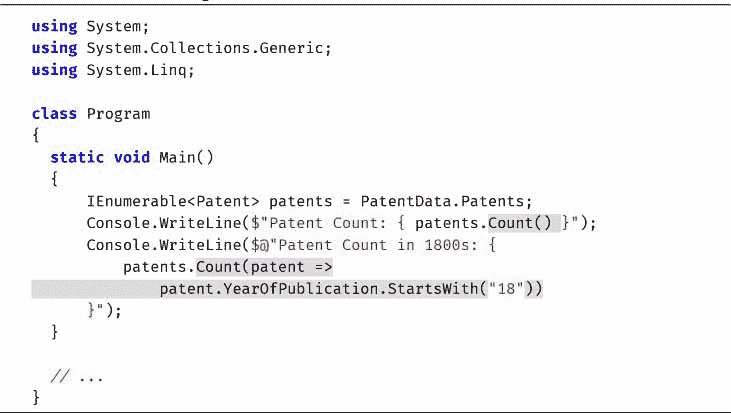 using System;
using System.Collections.Generic;
using System.Linq;

class Program
{
  static void Main()
  {
      IEnumerable<Patent> patents = PatentData.Patents;
      Console.WriteLine($"Patent Count: { patents.Count() }");
      Console.WriteLine($@"Patent Count in 1800s: {
          patents.Count(patent =>
              patent.YearOfPublication.StartsWith("18"))
      }");
  }

  // ...
}